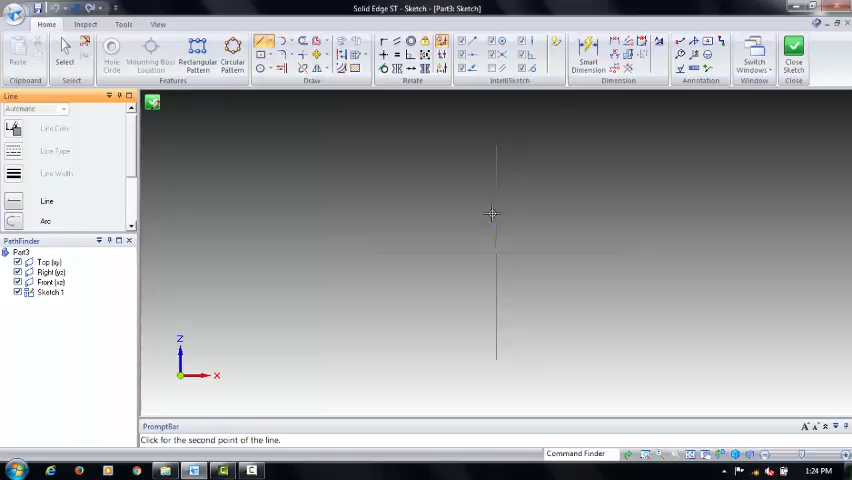 Solid Edge ST - [Part3: Sketch]
Home
Inspect
Tools
View
Paste
Select
Hole
Circle
Mounting Boss
Location
Rectangular
Pattern
Circular
Pattern
Smart
Dimension
Switch
Windows
Close
Sketch
Clipboard
Select
Features
Draw
Relate
IntelliSketch
Dimension
Annotation
Window
Close
Line
Automatic
Line Color
Line Type
Line Width
Line
Arc
PathFinder
Part3
Top (xy)
Right (yz)
Front (xz)
Sketch 1
Z
X
PromptBar
Click for the second point of the line.
Command Finder
1:24 PM